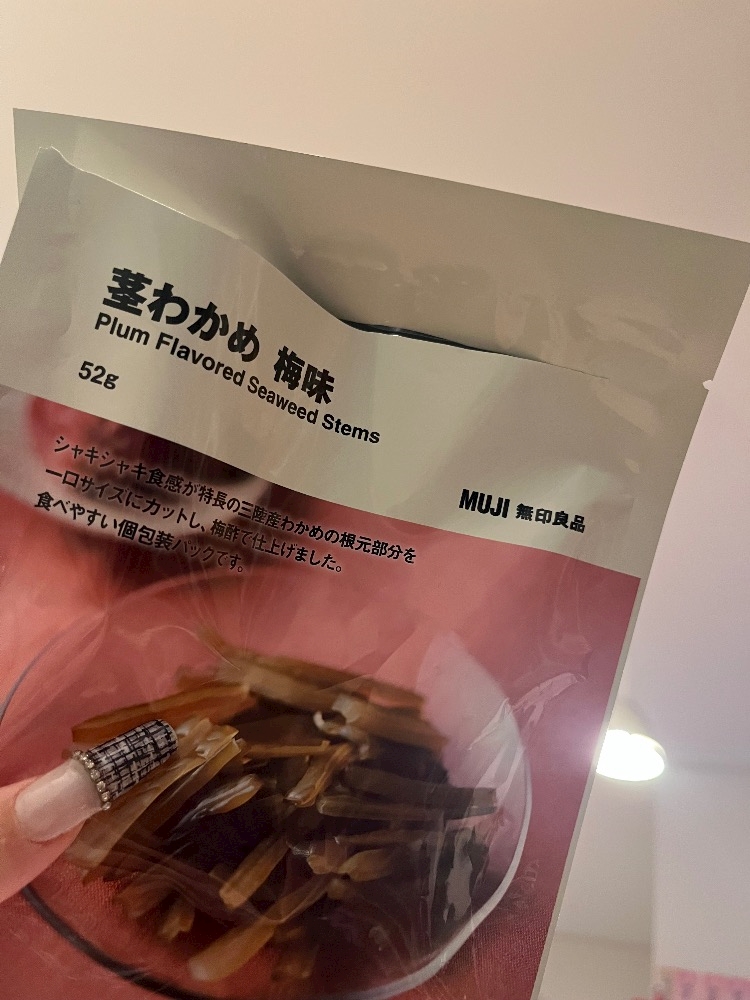 茎わかめ 梅味
Plum Flavored Seaweed Stems
52g
シャキシャキ食感が特長の三陸産わかめの根元部分を
一口サイズにカットし、梅酢で仕上げました。
食べやすい個包装パックです。
MUJI 無印良品